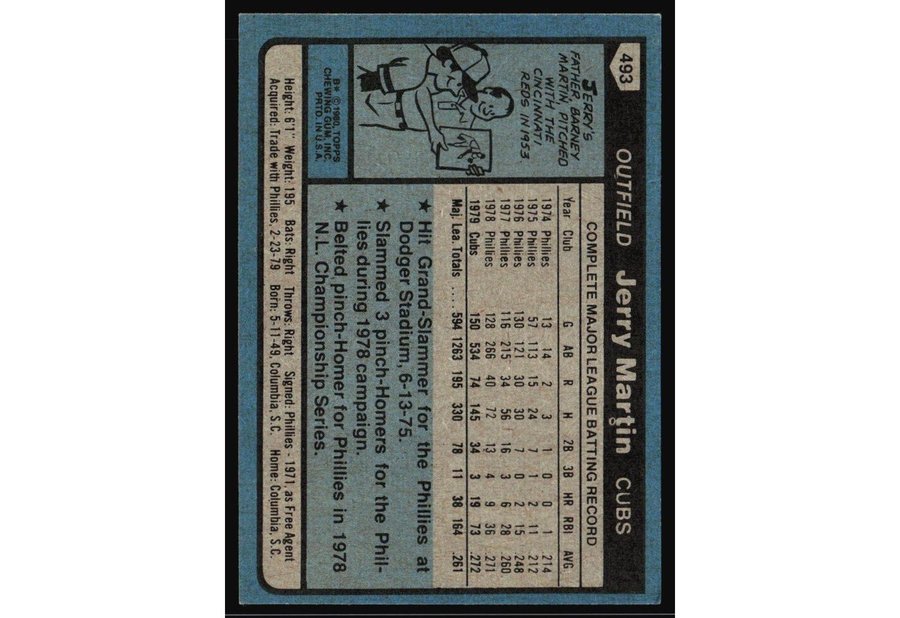 493 OUTFIELD Jerry Martin CUBS
JERRY'S
FATHER BARNEY
MARTIN, PITCHED
WITH THE
CINCINNATI
REDS IN 1953
B* © 1980, TOPPS
CHEWING GUM, INC.
PRTD. IN U.S.A.
COMPLETE MAJOR LEAGUE BATTING RECORD
Year Club G AB R H 2B 3B HR RBI AVG
1974 Phillies 13 14 2 3 1 0 0 1 .214
1975 Phillies 57 113 15 24 7 1 2 11 .212
1976 Phillies 130 121 30 30 7 0 2 15 .248
1977 Phillies 116 215 34 56 16 3 6 28 .260
1978 Phillies 128 266 40 72 13 4 9 36 .271
1979 Cubs 150 534 74 145 34 3 19 73 .272
Maj. Lea. Totals .... 594 1263 195 330 78 11 38 164 .261
★ Hit Grand-Slammer for the Phillies at
Dodger Stadium, 6-13-75.
★ Slammed 3 pinch-Homers for the Phil-
lies during 1978 campaign.
★ Belted pinch-Homer for Phillies in 1978
N.L. Championship Series.
Height: 6'1" Weight: 195 Bats: Right Throws: Right Signed: Phillies - 1971, as Free Agent
Acquired: Trade with Phillies, 2-23-79 Born: 5-11-49, Columbia, S.C. Home: Columbia, S.C.